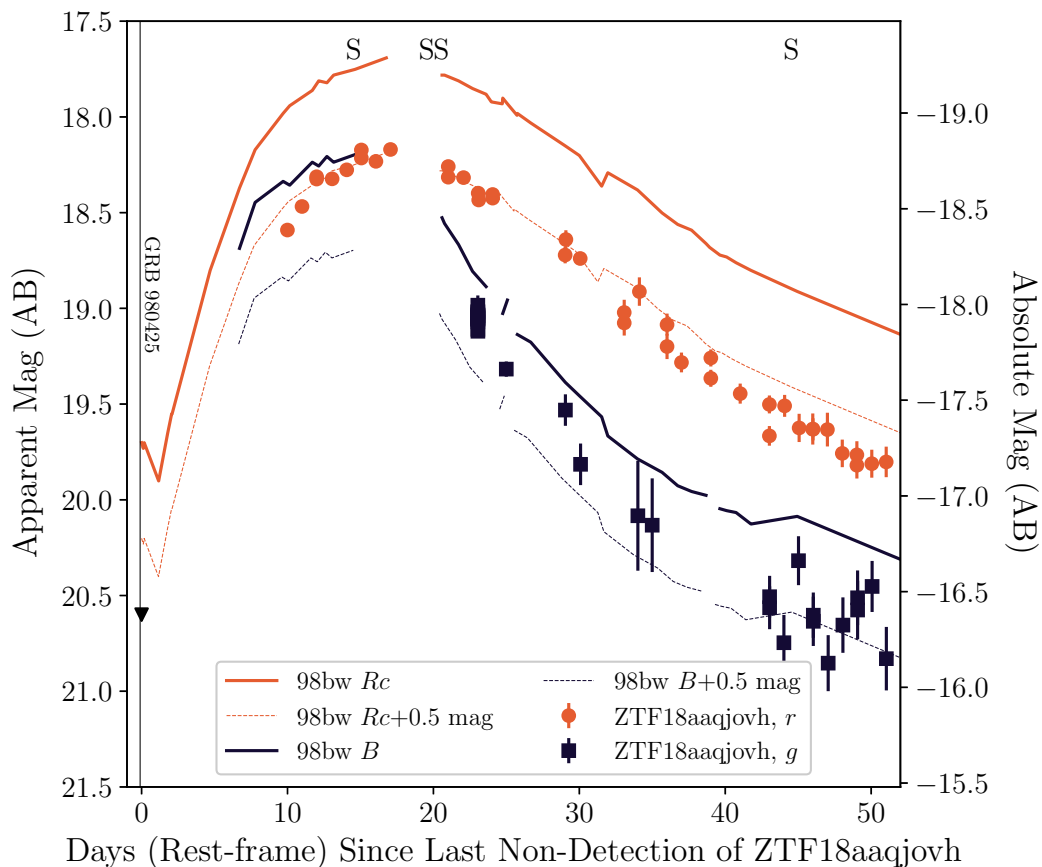 17.5
18.0
18.5
19.0
19.5
20.0
20.5
21.0
21.5
Apparent Mag (AB)
S
SS
S
GRB 980425
−19.0
−18.5
−18.0
−17.5
−17.0
−16.5
−16.0
−15.5
Absolute Mag (AB)
98bw Rc
98bw Rc+0.5 mag
98bw B
98bw B+0.5 mag
ZTF18aaqjovh, r
ZTF18aaqjovh, g
0
10
20
30
40
50
Days (Rest-frame) Since Last Non-Detection of ZTF18aaqjovh